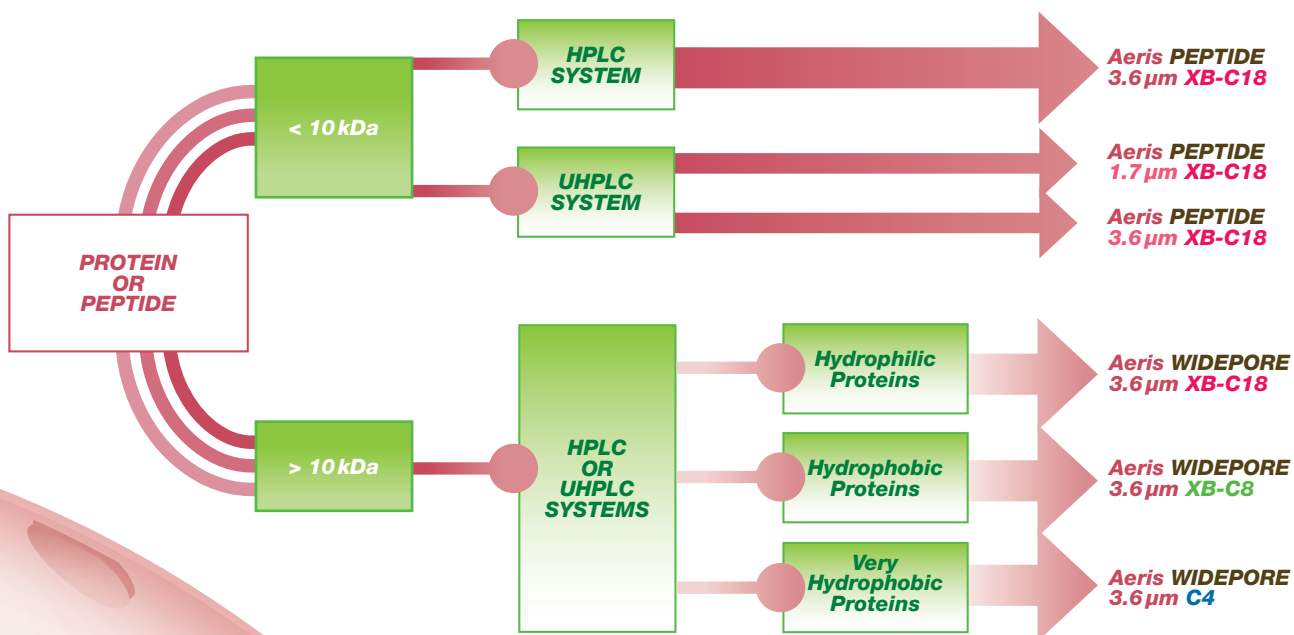 PROTEIN
OR
PEPTIDE
< 10 kDa
HPLC
SYSTEM
Aeris PEPTIDE
3.6 µm XB-C18
UHPLC
SYSTEM
Aeris PEPTIDE
1.7 µm XB-C18
Aeris PEPTIDE
3.6 µm XB-C18
> 10 kDa
HPLC
OR
UHPLC
SYSTEMS
Hydrophilic
Proteins
Aeris WIDEPORE
3.6 µm XB-C18
Hydrophobic
Proteins
Aeris WIDEPORE
3.6 µm XB-C8
Very
Hydrophobic
Proteins
Aeris WIDEPORE
3.6 µm C4